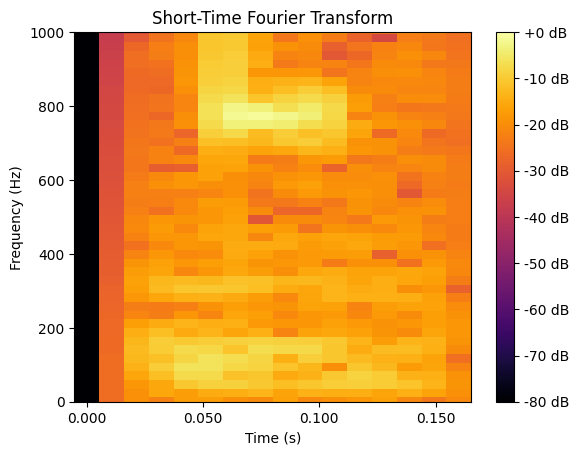 Short-Time Fourier Transform
1000
800
600
400
200
0
Frequency (Hz)
0.000
0.050
0.100
0.150
Time (s)
+0 dB
-10 dB
-20 dB
-30 dB
-40 dB
-50 dB
-60 dB
-70 dB
-80 dB